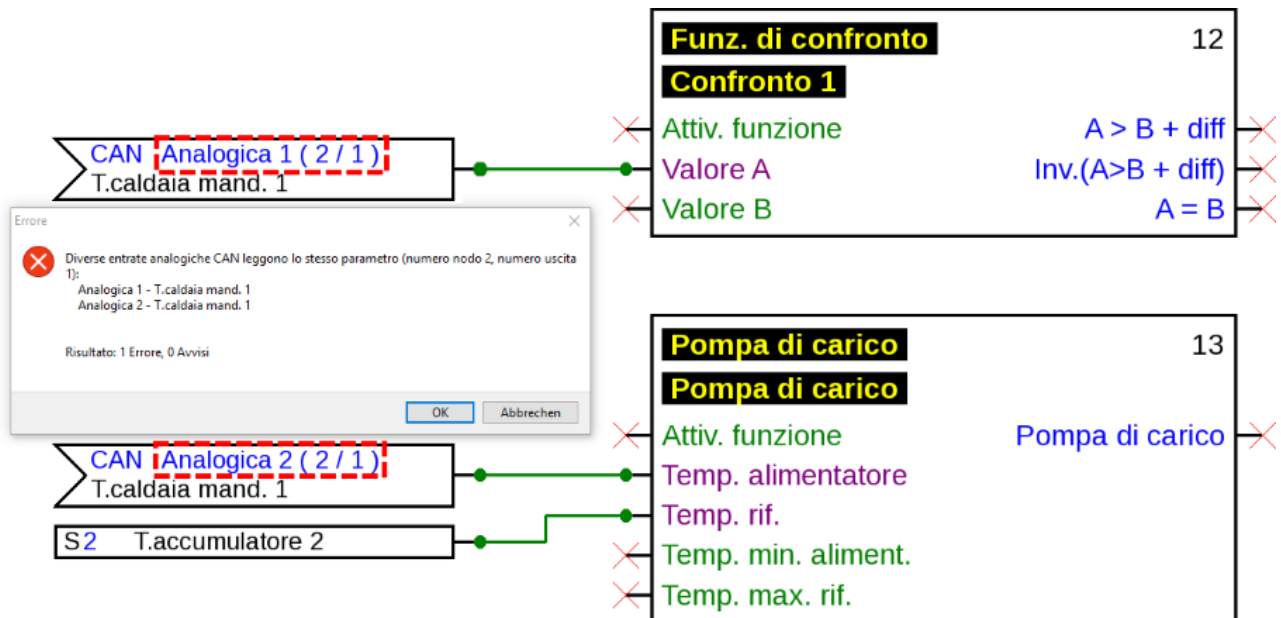 Funz. di confronto 12
Confronto 1
Attiv. funzione A > B + diff
CAN Analogica 1 ( 2 / 1 )
T.caldaia mand. 1
Valore A Inv.(A>B + diff)
Valore B A = B
Errore
Diverse entrate analogiche CAN leggono lo stesso parametro (numero nodo 2, numero uscita
1):
Analogica 1 - T.caldaia mand. 1
Analogica 2 - T.caldaia mand. 1
Risultato: 1 Errore, 0 Avvisi
OK Abbrechen
Pompa di carico 13
Pompa di carico
Attiv. funzione Pompa di carico
CAN Analogica 2 ( 2 / 1 )
T.caldaia mand. 1
Temp. alimentatore
Temp. rif.
S2 T.accumulatore 2
Temp. min. aliment.
Temp. max. rif.